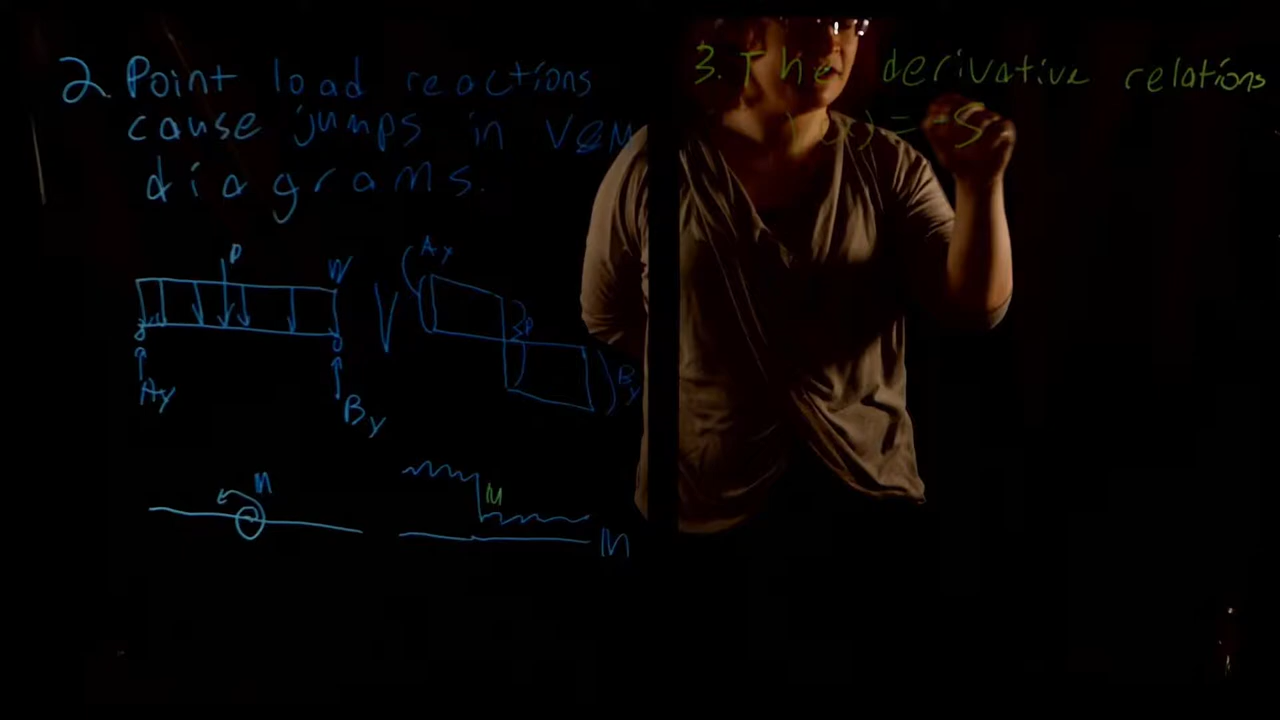 2. Point load reactions
cause jumps in V&M
diagrams.
P
W
Ay
By
V
Ay
P
By
M
M
M
3. The derivative relations
(x) = -S